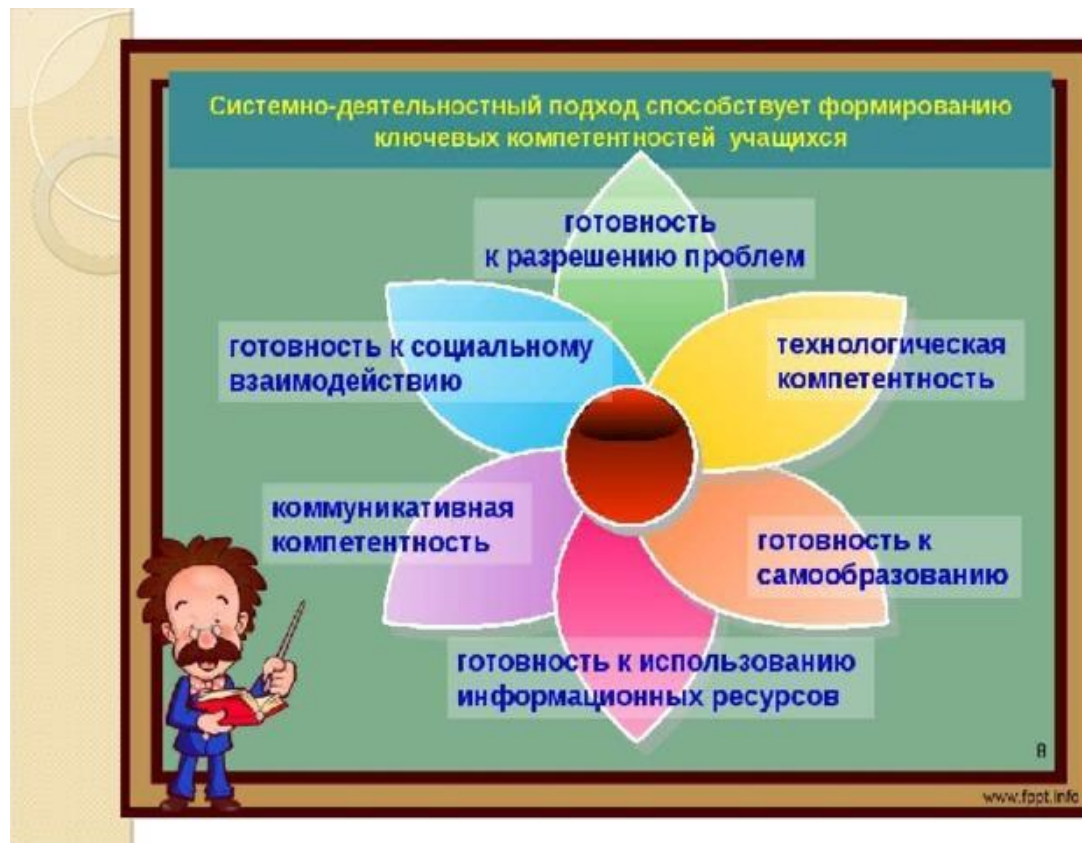 Системно-деятельностный подход способствует формированию
ключевых компетентностей учащихся
готовность
к разрешению проблем
готовность к социальному
взаимодействию
технологическая
компетентность
коммуникативная
компетентность
готовность к
самообразованию
готовность к использованию
информационных ресурсов
8
www.fppt.info